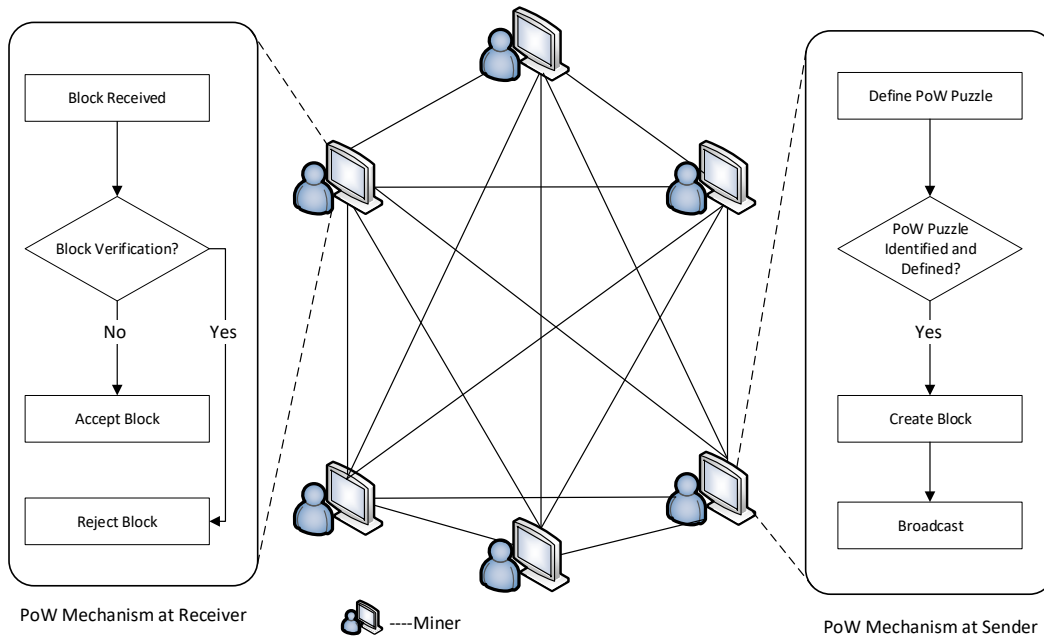 Block Received
Block Verification?
No
Yes
Accept Block
Reject Block
PoW Mechanism at Receiver
----Miner
Define PoW Puzzle
PoW Puzzle
Identified and
Defined?
Yes
Create Block
Broadcast
PoW Mechanism at Sender